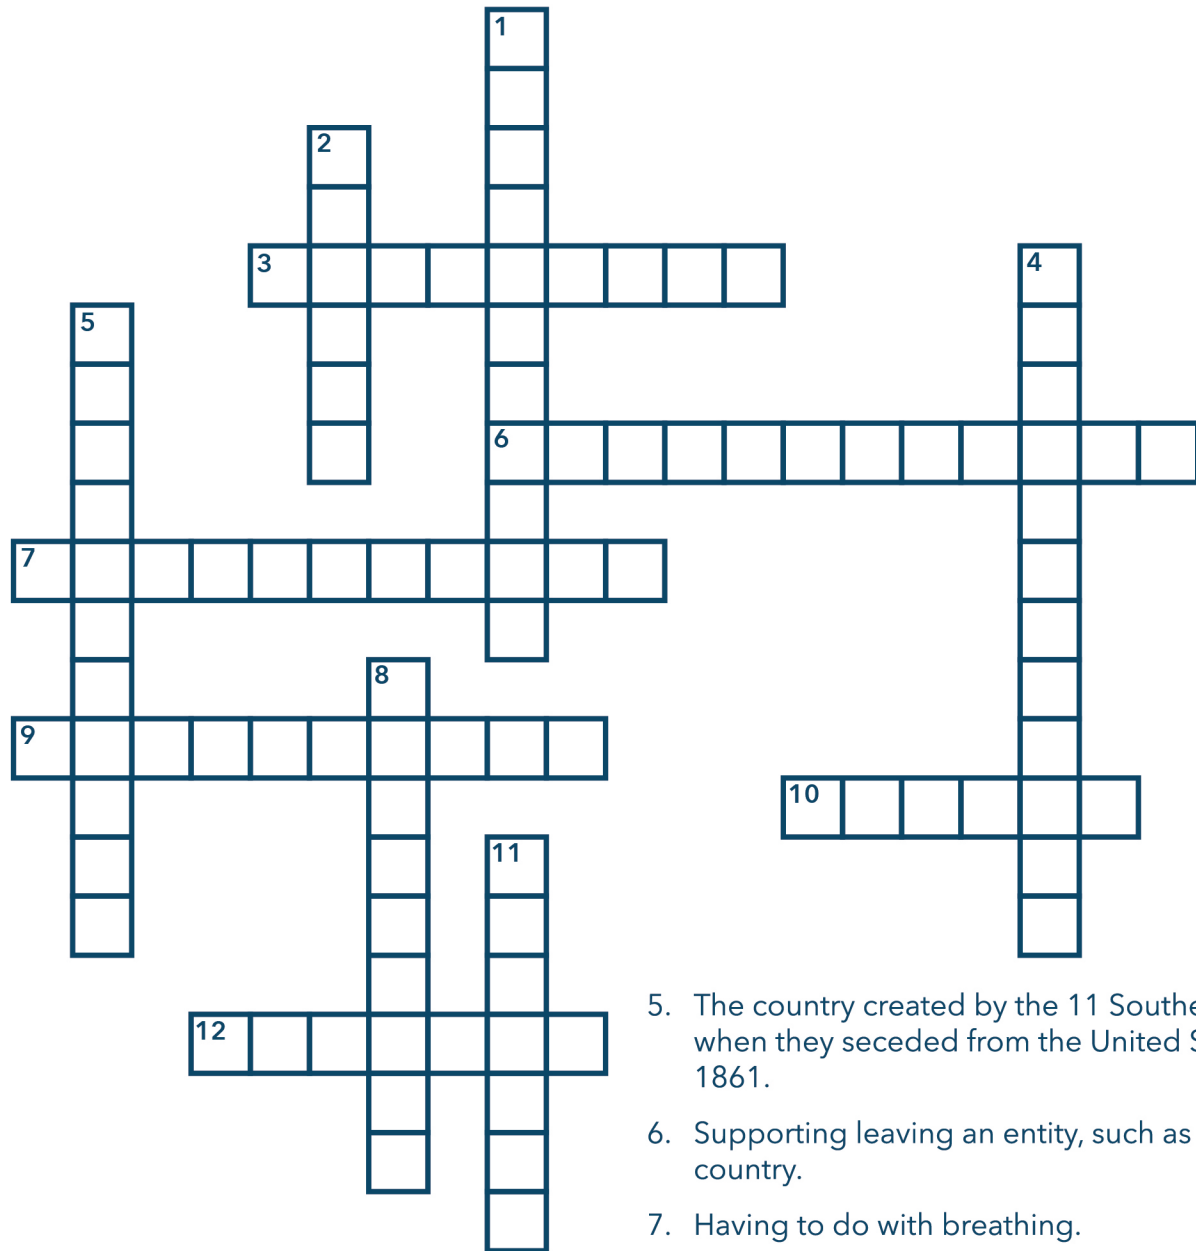 1
2
3
4
5
6
7
8
9
10
11
12
5. The country created by the 11
when they seceded from the United
1861.
6. Supporting leaving an entity, such as
country.
7. Having to do with breathing.